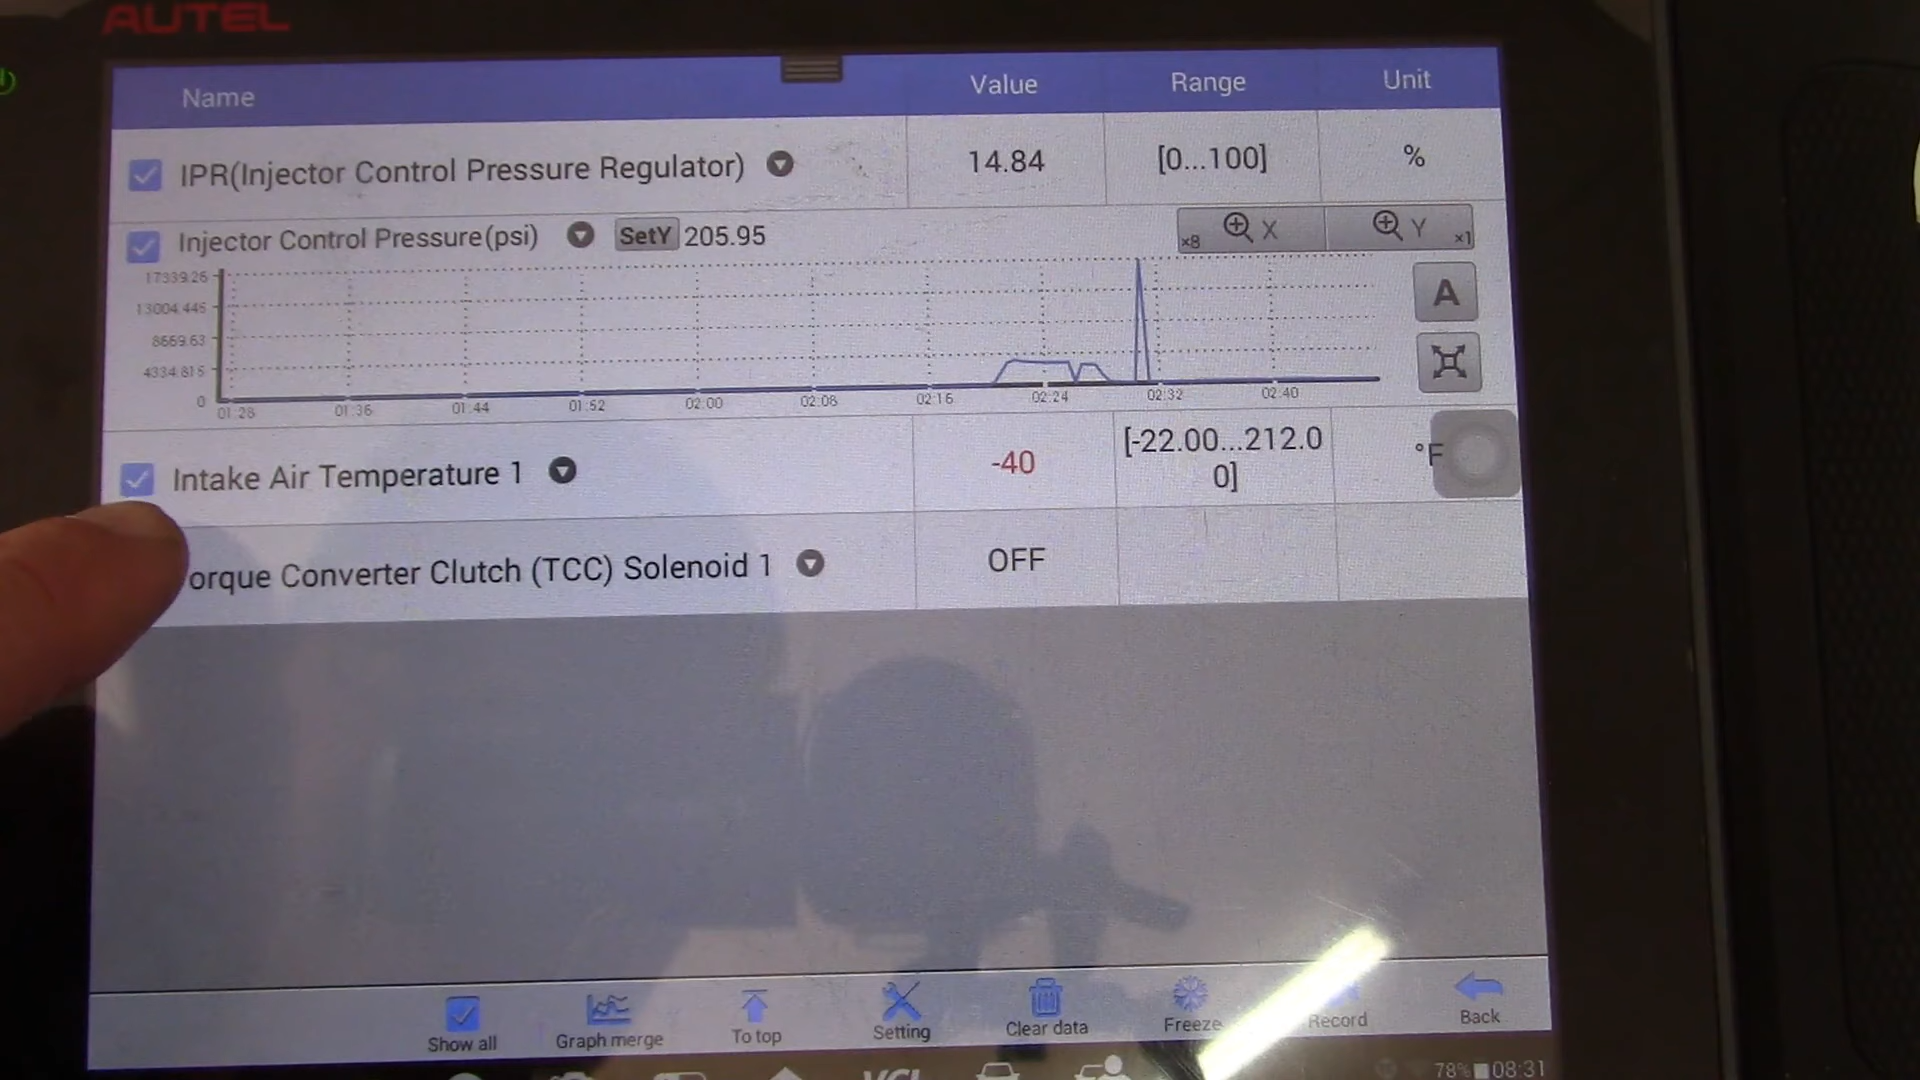 AUTEL
Name Value Range Unit
IPR(Injector Control Pressure Regulator) 14.84 [0...100] %
Injector Control Pressure(psi) SetY 205.95 x8 X Y x1
17339.26
13004.445
8669.63
4334.815
0
A
01:28 01:36 01:44 01:52 02:00 02:08 02:16 02:24 02:32 02:40
Intake Air Temperature 1 -40 [-22.00...212.0
0] °F
orque Converter Clutch (TCC) Solenoid 1 OFF
Show all Graph merge To top Setting Clear data Freeze Record Back
VCI 78% 08:31